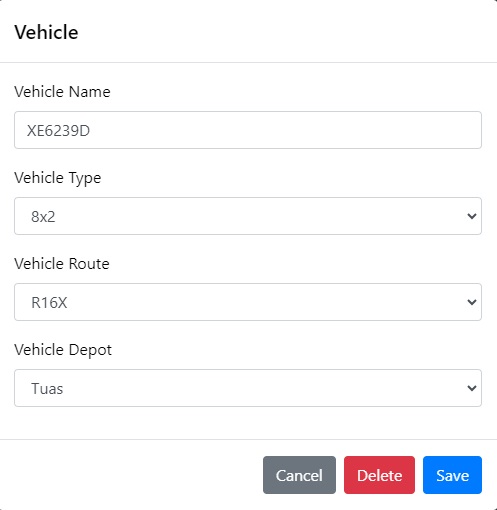 Vehicle
Vehicle Name
XE6239D
Vehicle Type
8x2
Vehicle Route
R16X
Vehicle Depot
Tuas
Cancel Delete Save